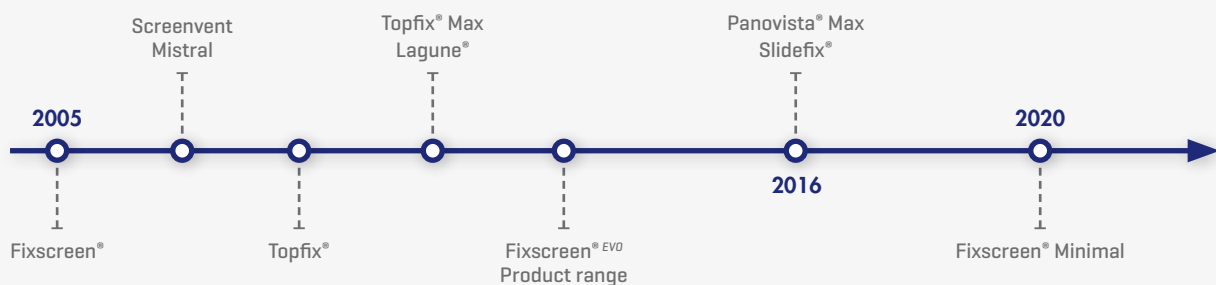 Screenvent
Mistral
Topfix® Max
Lagune®
Panovista® Max
Slidefix®
2005
2020
2016
Fixscreen®
Topfix®
Fixscreen® EVO
Product range
Fixscreen® Minimal